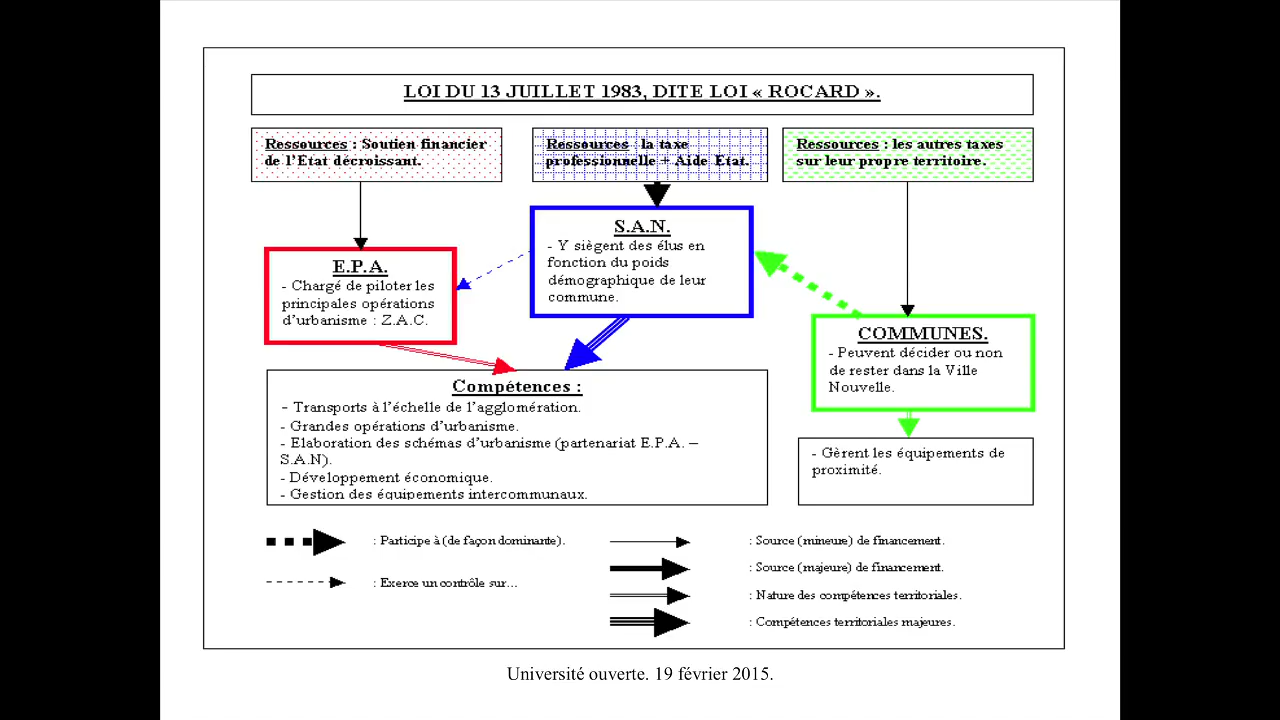 LOI DU 13 JUILLET 1983, DITE LOI « ROCARD ».
Ressources : Soutien financier
de l'Etat décroissant.
Ressources : la taxe
professionnelle + Aide Etat.
Ressources : les autres taxes
sur leur propre territoire.
S.A.N.
- Y siègent des élus en
fonction du poids
démographique de leur
commune.
E.P.A.
- Chargé de piloter les
principales opérations
d'urbanisme : Z.A.C.
COMMUNES.
- Peuvent décider ou non
de rester dans la Ville
Nouvelle.
Compétences :
- Transports à l'échelle de l'agglomération.
- Grandes opérations d'urbanisme.
- Elaboration des schémas d'urbanisme (partenariat E.P.A. –
S.A.N).
- Développement économique.
- Gestion des équipements intercommunaux.
- Gèrent les équipements de
proximité.
: Participe à (de façon dominante).
: Exerce un contrôle sur...
: Source (mineure) de financement.
: Source (majeure) de financement.
: Nature des compétences territoriales.
: Compétences territoriales majeures.
Université ouverte. 19 février 2015.